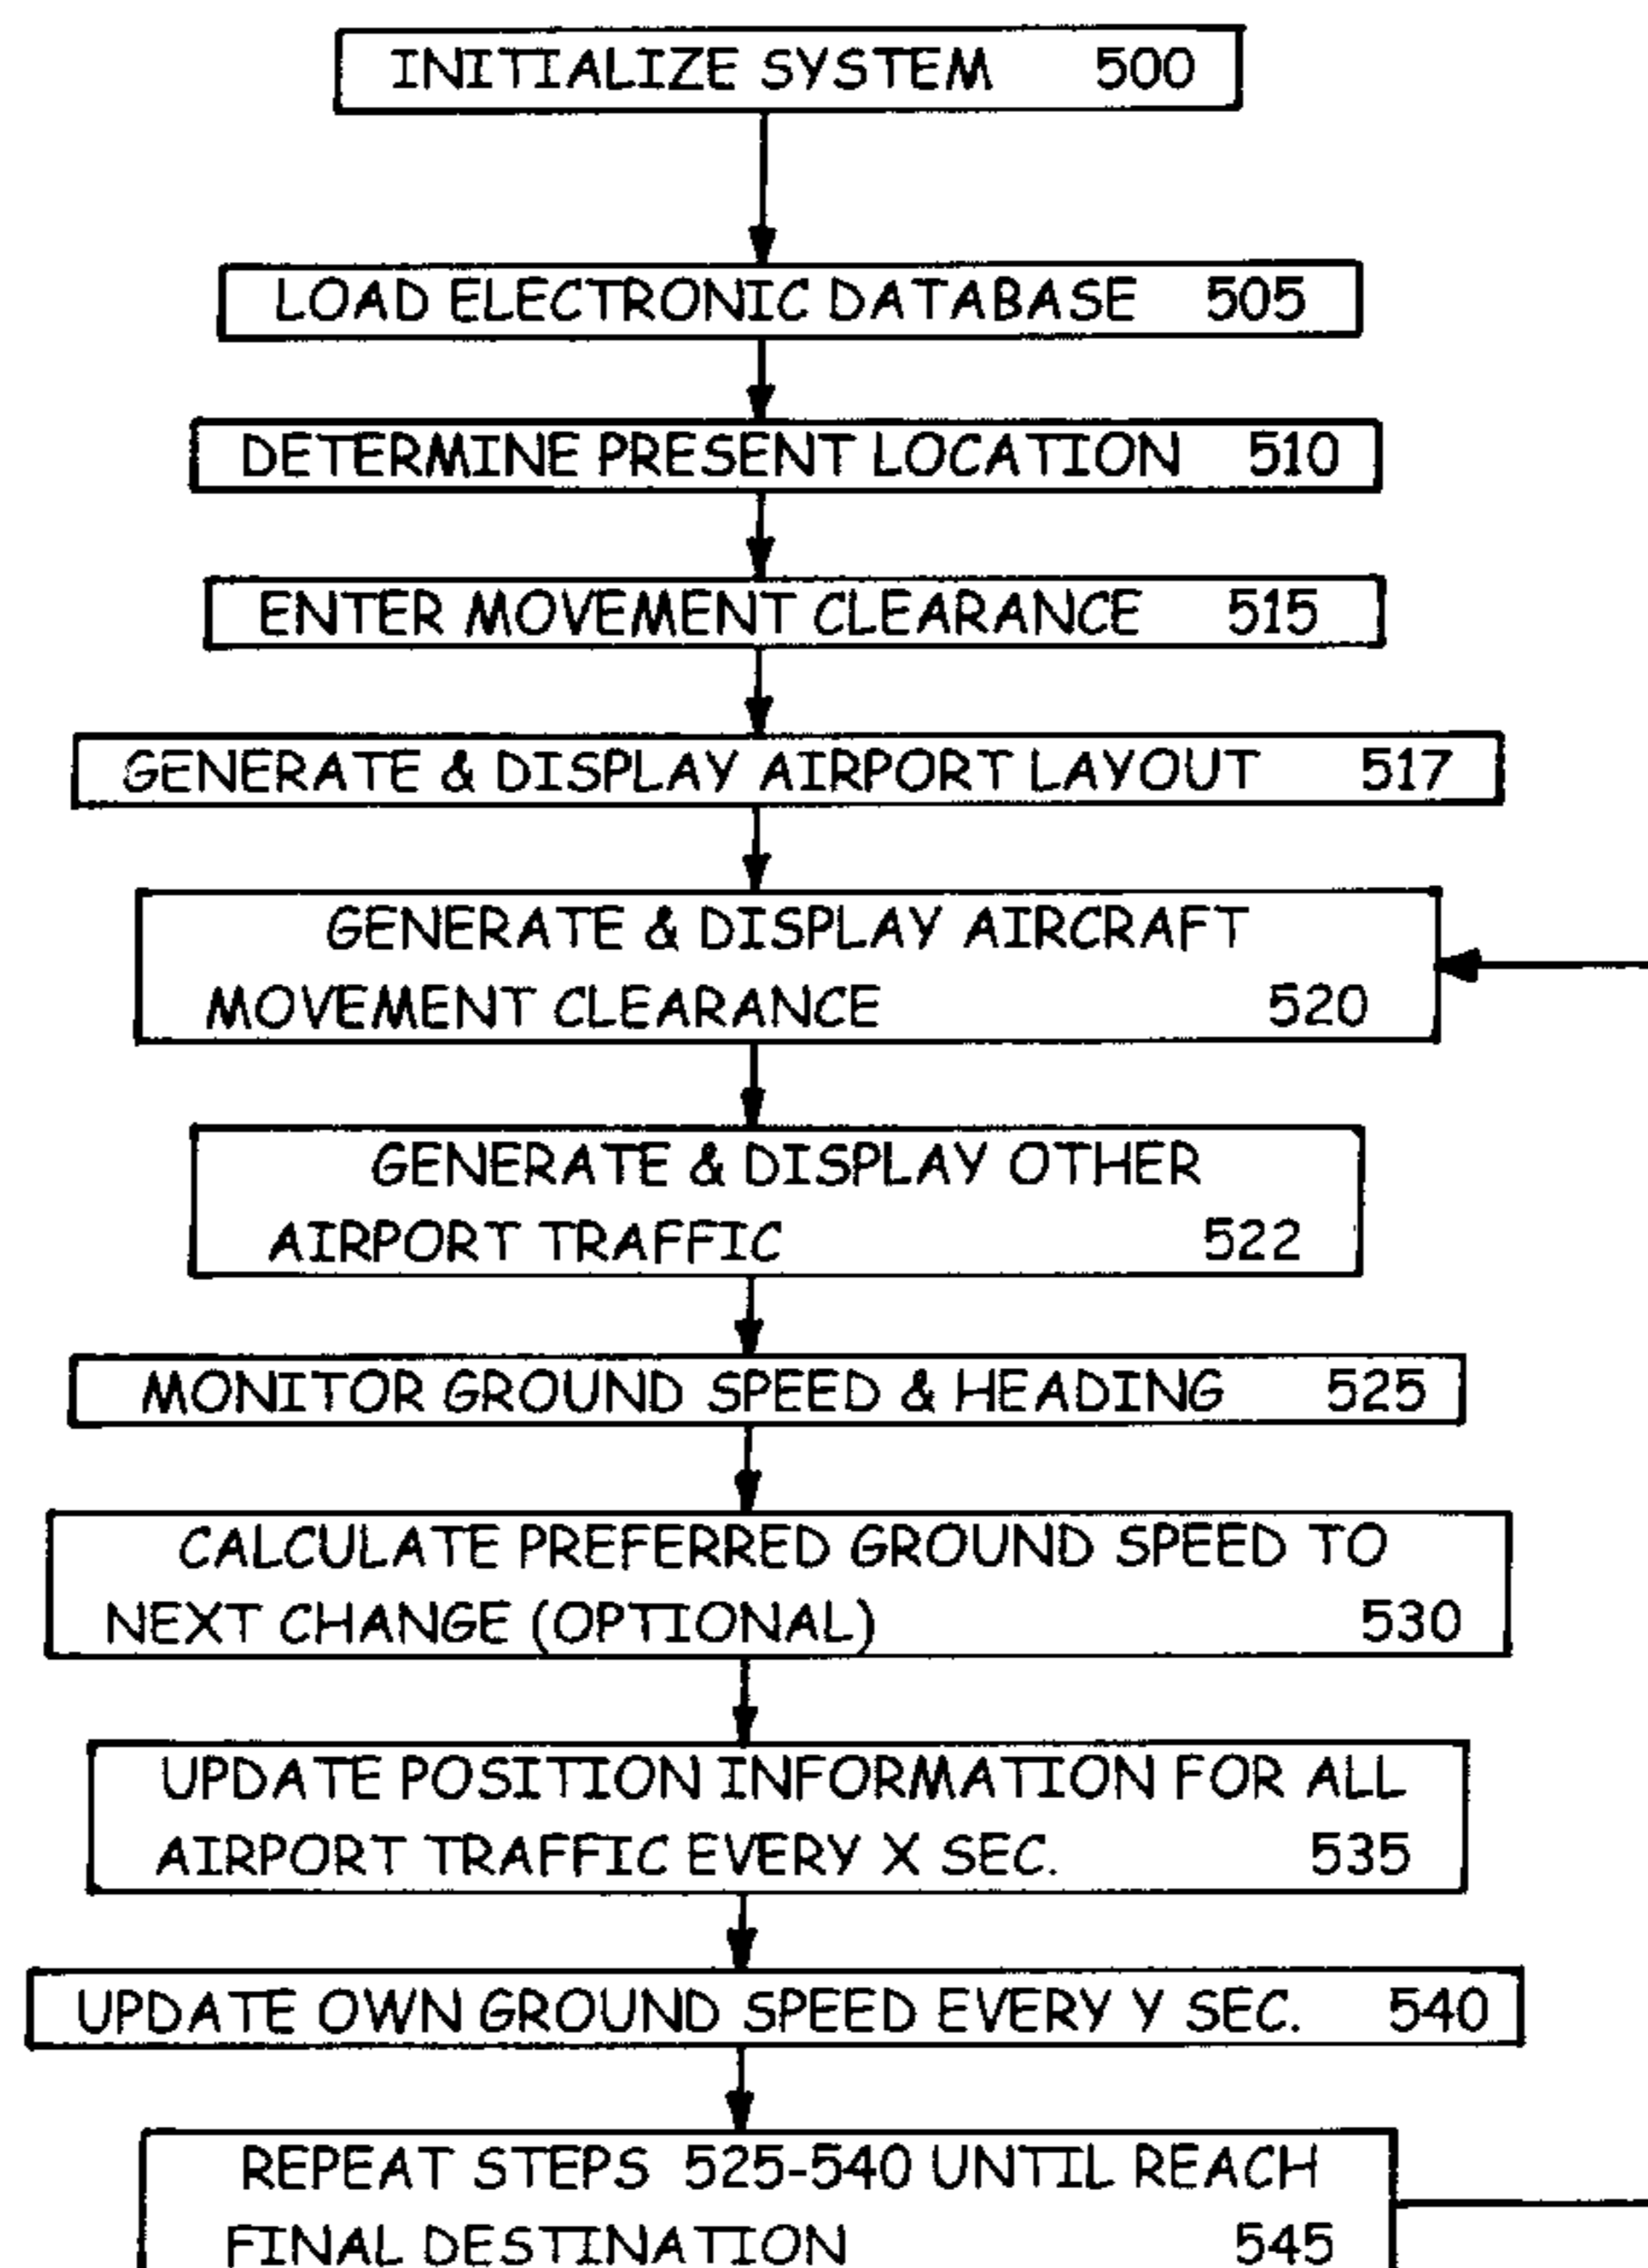 INITIALIZE SYSTEM 500
LOAD ELECTRONIC DATABASE 505
DETERMINE PRESENT LOCATION 510
ENTER MOVEMENT CLEARANCE 515
GENERATE & DISPLAY AIRPORT LAYOUT 517
GENERATE & DISPLAY AIRCRAFT
MOVEMENT CLEARANCE 520
GENERATE & DISPLAY OTHER
AIRPORT TRAFFIC 522
MONITOR GROUND SPEED & HEADING 525
CALCULATE PREFERRED GROUND SPEED TO
NEXT CHANGE (OPTIONAL) 530
UPDATE POSITION INFORMATION FOR ALL
AIRPORT TRAFFIC EVERY X SEC. 535
UPDATE OWN GROUND SPEED EVERY Y SEC. 540
REPEAT STEPS 525-540 UNTIL REACH
FINAL DESTINATION 545